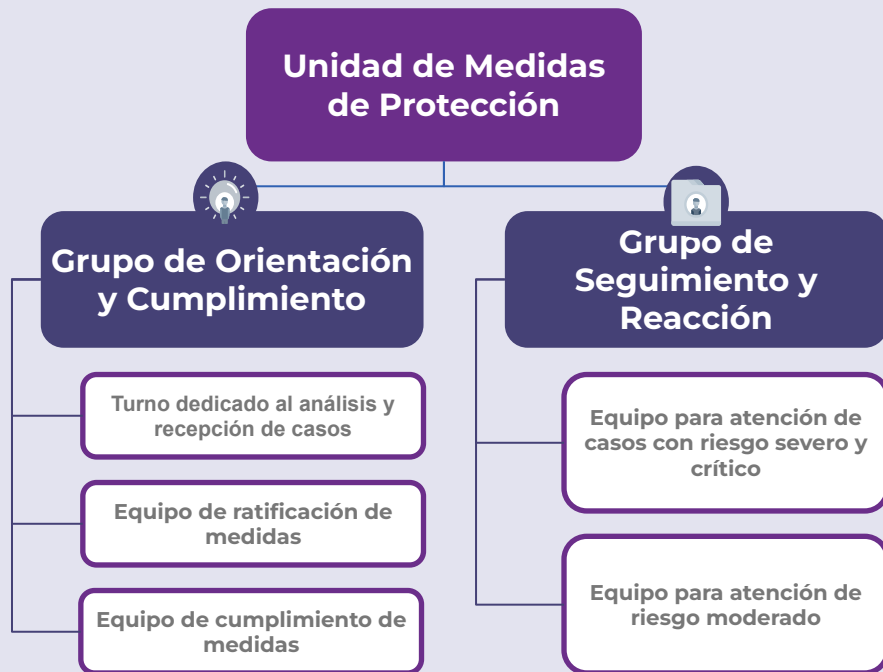 Unidad de Medidas
de Protección
Grupo de Orientación
y Cumplimiento
Turno dedicado al análisis y
recepción de casos
Equipo de ratificación de
medidas
Equipo de cumplimiento de
medidas
Grupo de
Seguimiento y
Reacción
Equipo para atención de
casos con riesgo severo y
crítico
Equipo para atención de
riesgo moderado